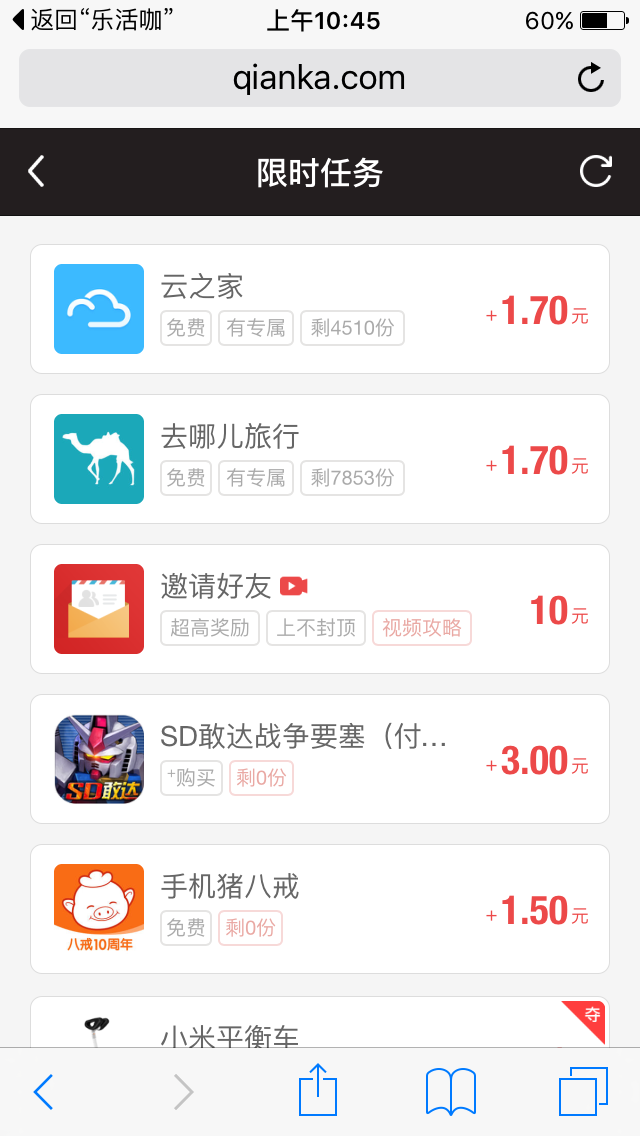 返回“乐活咖”
上午10:45
60%
qianka.com
限时任务
云之家
免费 有专属 剩4510份
+1.70元
去哪儿旅行
免费 有专属 剩7853份
+1.70元
邀请好友
超高奖励 上不封顶 视频攻略
10元
SD敢达战争要塞（付...
+购买 剩0份
+3.00元
SD敢达
手机猪八戒
免费 剩0份
+1.50元
八戒10周年
小米平衡车
夺